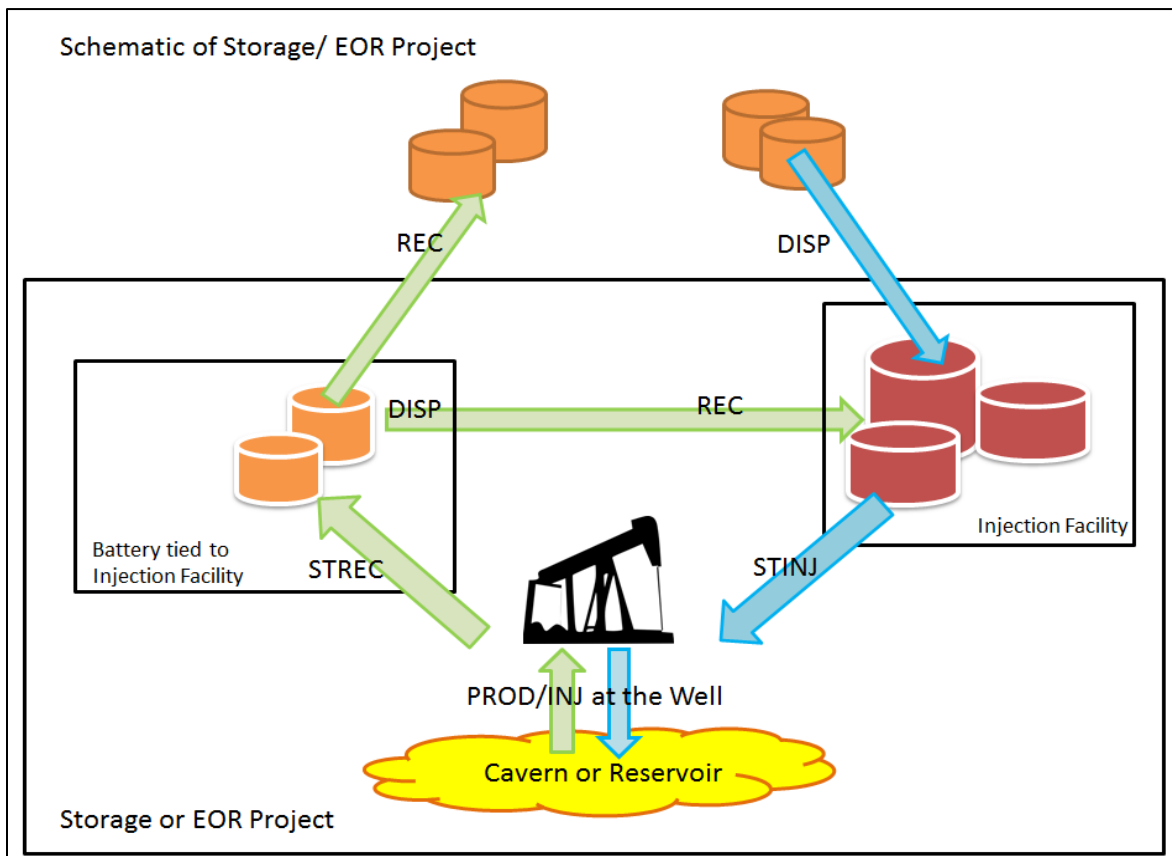 Schematic of Storage/ EOR Project
REC
DISP
DISP
REC
Battery tied to
Injection Facility
STREC
STINJ
Injection Facility
PROD/INJ at the Well
Cavern or Reservoir
Storage or EOR Project